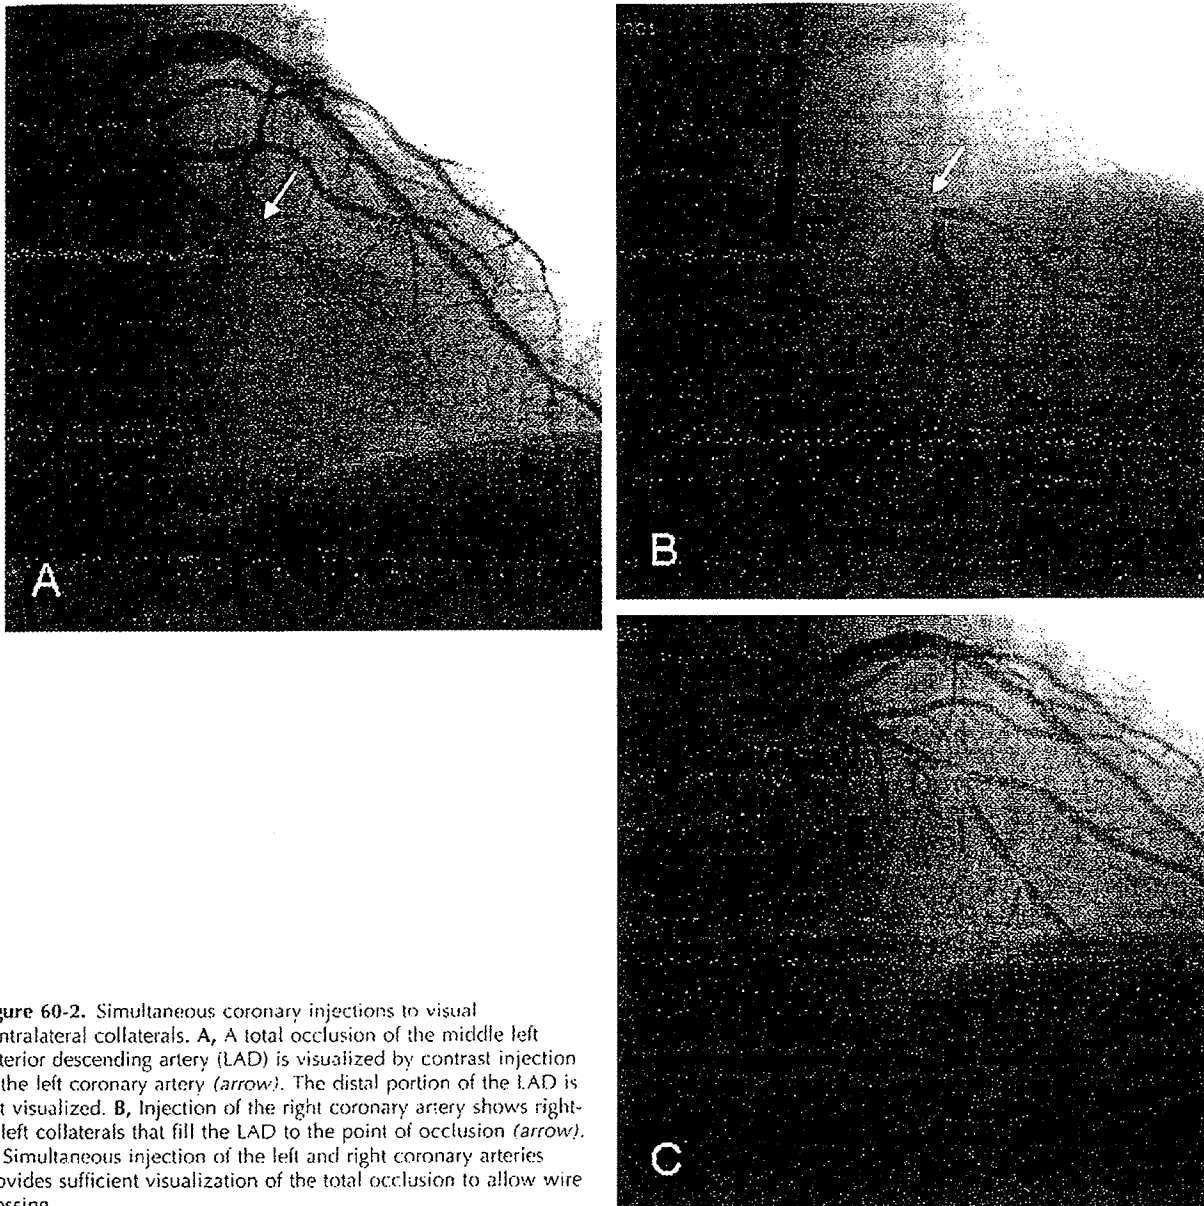 A
B
C
gure 60-2. Simultaneous coronary injections to visual
ntralateral collaterals. A, A total occlusion of the middle left
terior descending artery (LAD) is visualized by contrast injection
the left coronary artery (arrow). The distal portion of the LAD is
t visualized. B, Injection of the right coronary artery shows right-
left collaterals that fill the LAD to the point of occlusion (arrow).
Simultaneous injection of the left and right coronary arteries
ovides sufficient visualization of the total occlusion to allow wire